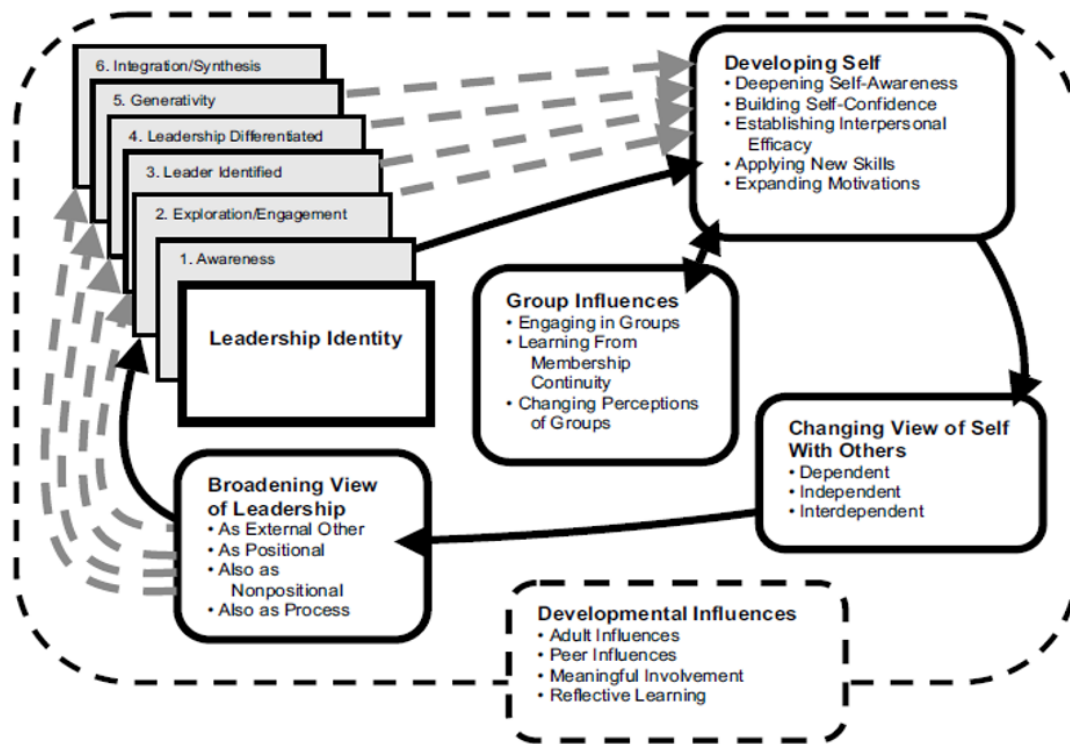 6. Integration/Synthesis
5. Generativity
4. Leadership Differentiated
3. Leader Identified
2. Exploration/Engagement
1. Awareness
Leadership Identity
Developing Self
• Deepening Self-Awareness
• Building Self-Confidence
• Establishing Interpersonal
Efficacy
• Applying New Skills
• Expanding Motivations
Group Influences
• Engaging in Groups
• Learning From
Membership
Continuity
• Changing Perceptions
of Groups
Changing View of Self
With Others
• Dependent
• Independent
• Interdependent
Broadening View
of Leadership
• As External Other
• As Positional
• Also as
Nonpositional
• Also as Process
Developmental Influences
• Adult Influences
• Peer Influences
• Meaningful Involvement
• Reflective Learning